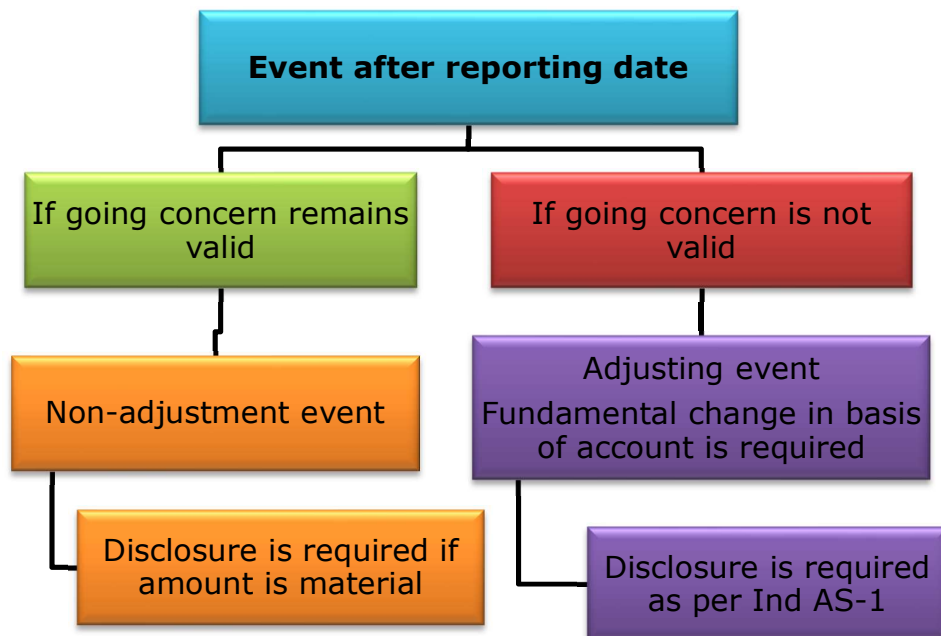 Event after reporting date
If going concern remains
valid
If going concern is not
valid
Non-adjustment event
Adjusting event
Fundamental change in basis
of account is required
Disclosure is required if
amount is material
Disclosure is required
as per Ind AS-1